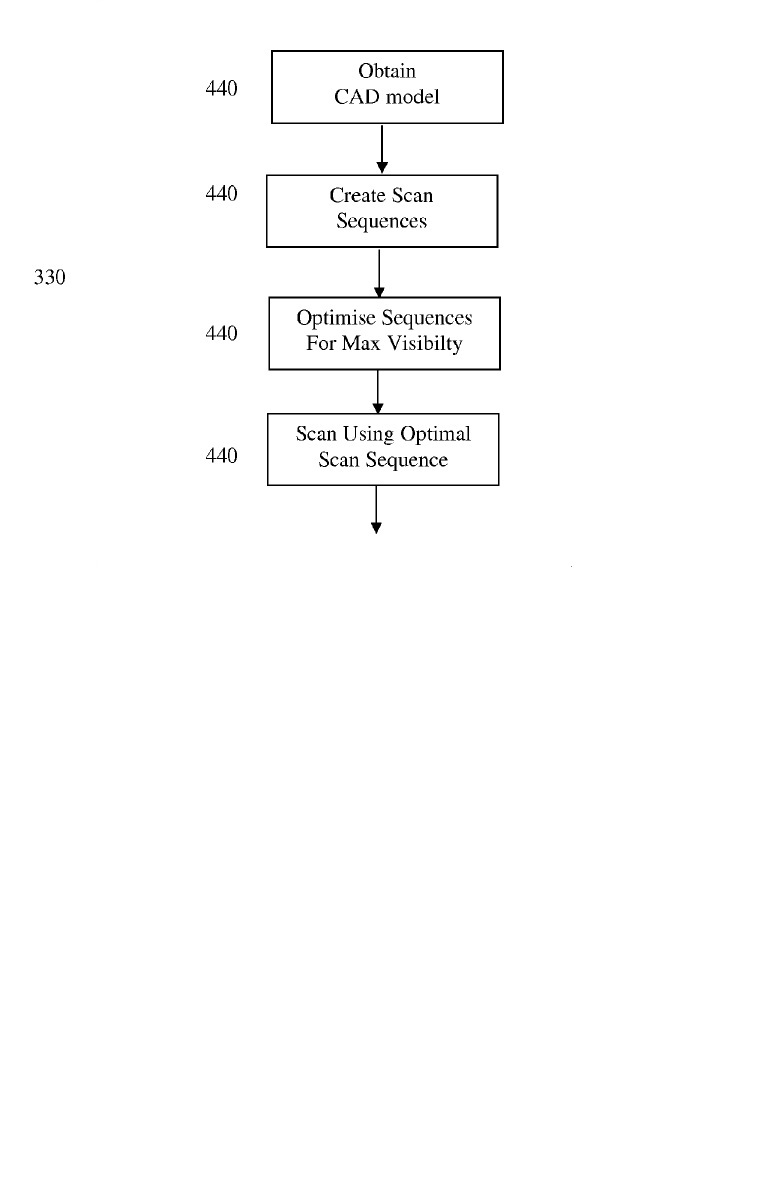 440
Obtain
CAD model
440
Create Scan
Sequences
330
440
Optimise Sequences
For Max Visibilty
440
Scan Using Optimal
Scan Sequence